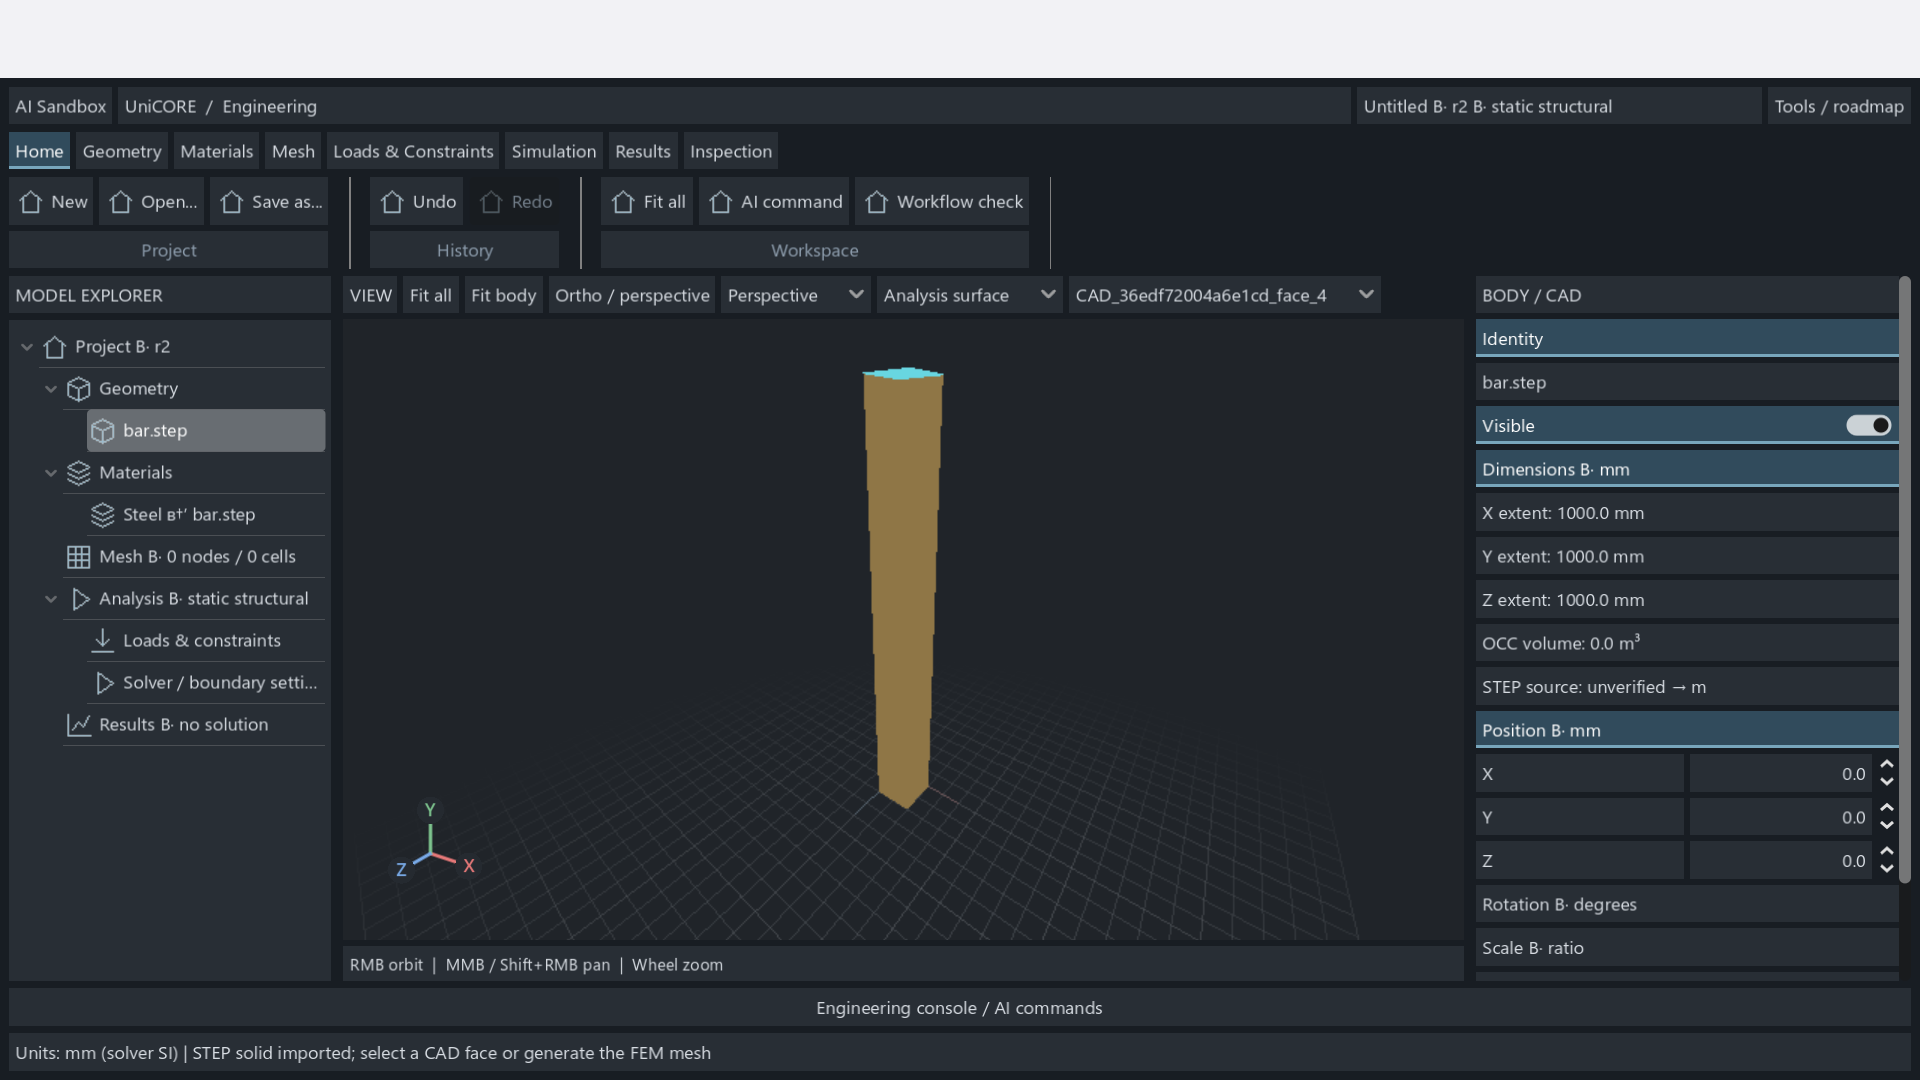 AI Sandbox
UniCORE / Engineering
Untitled В· r2 В· static structural
Tools / roadmap
Home
Geometry
Materials
Mesh
Loads & Constraints
Simulation
Results
Inspection
New
Open...
Save as...
Undo
Redo
Fit all
AI command
Workflow check
Project
History
Workspace
MODEL EXPLORER
Project В· r2
Geometry
bar.step
Materials
Steel в†’ bar.step
Mesh В· 0 nodes / 0 cells
Analysis В· static structural
Loads & constraints
Solver / boundary setti...
Results В· no solution
VIEW
Fit all
Fit body
Ortho / perspective
Perspective
Analysis surface
CAD_36edf72004a6e1cd_face_4
Y
Z
X
RMB orbit | MMB / Shift+RMB pan | Wheel zoom
BODY / CAD
Identity
bar.step
Visible
Dimensions В· mm
X extent: 1000.0 mm
Y extent: 1000.0 mm
Z extent: 1000.0 mm
OCC volume: 0.0 m³
STEP source: unverified → m
Position В· mm
X 0.0
Y 0.0
Z 0.0
Rotation В· degrees
Scale В· ratio
Engineering console / AI commands
Units: mm (solver SI) | STEP solid imported; select a CAD face or generate the FEM mesh